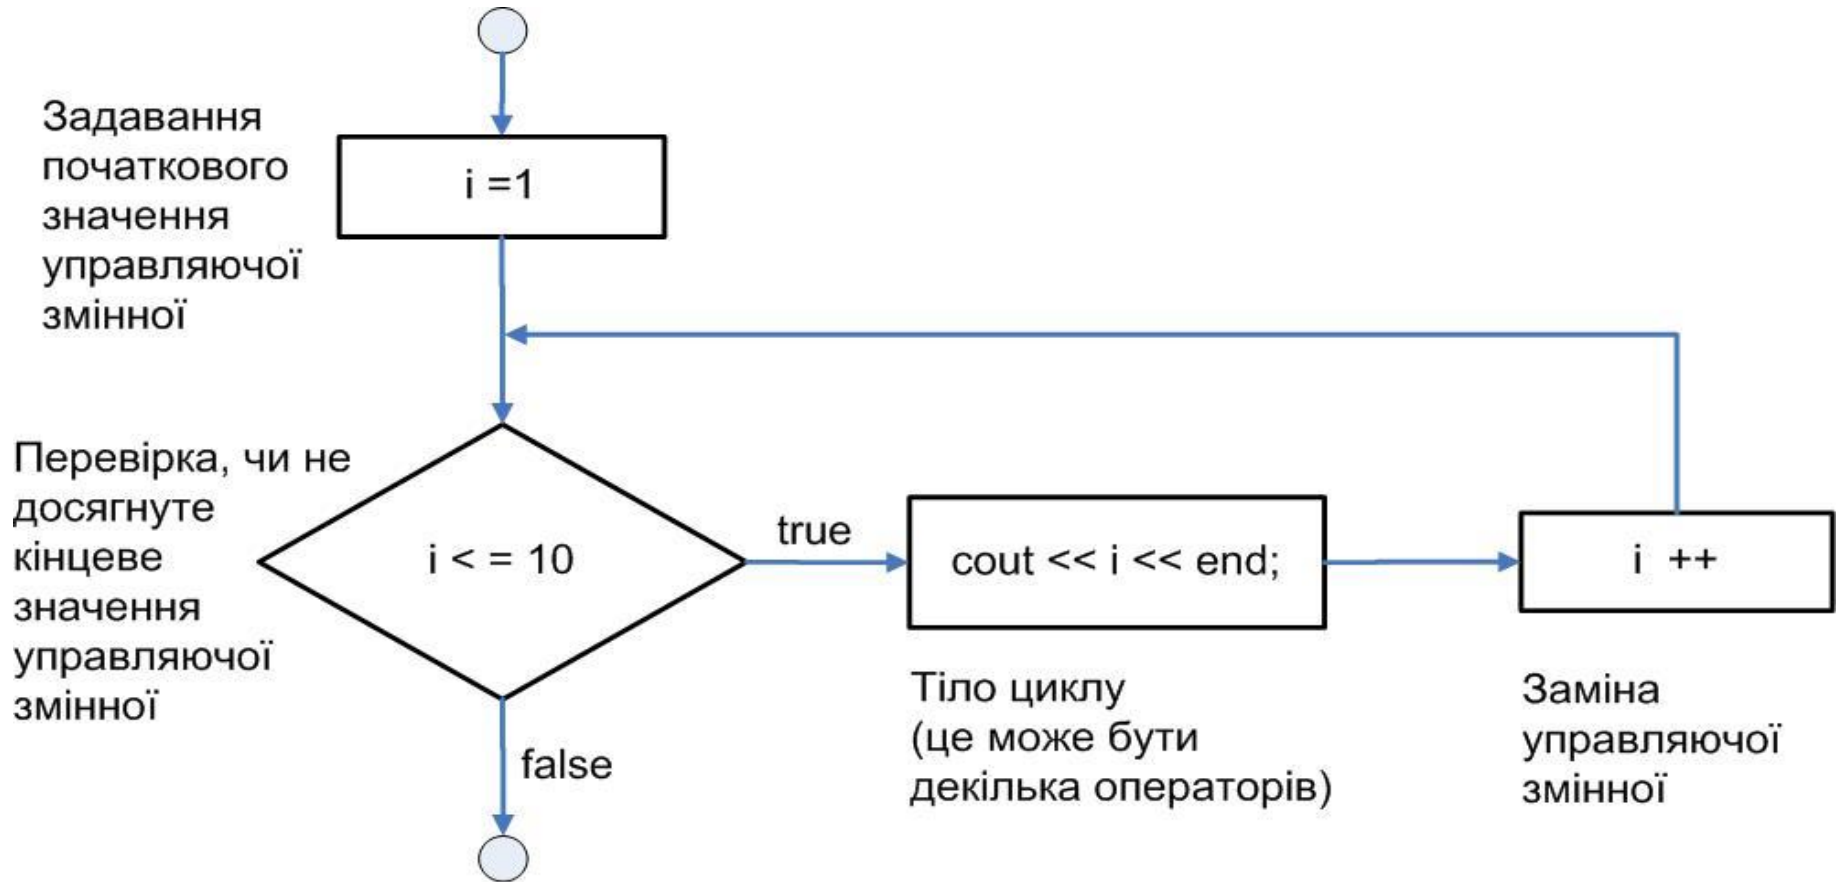 Задавання
початкового
значення
управляючої
змінної
i =1
Перевірка, чи не
досягнуте
кінцеве
значення
управляючої
змінної
i < = 10
true
cout << i << end;
i ++
Тіло циклу
(це може бути
декілька операторів)
Заміна
управляючої
змінної
false